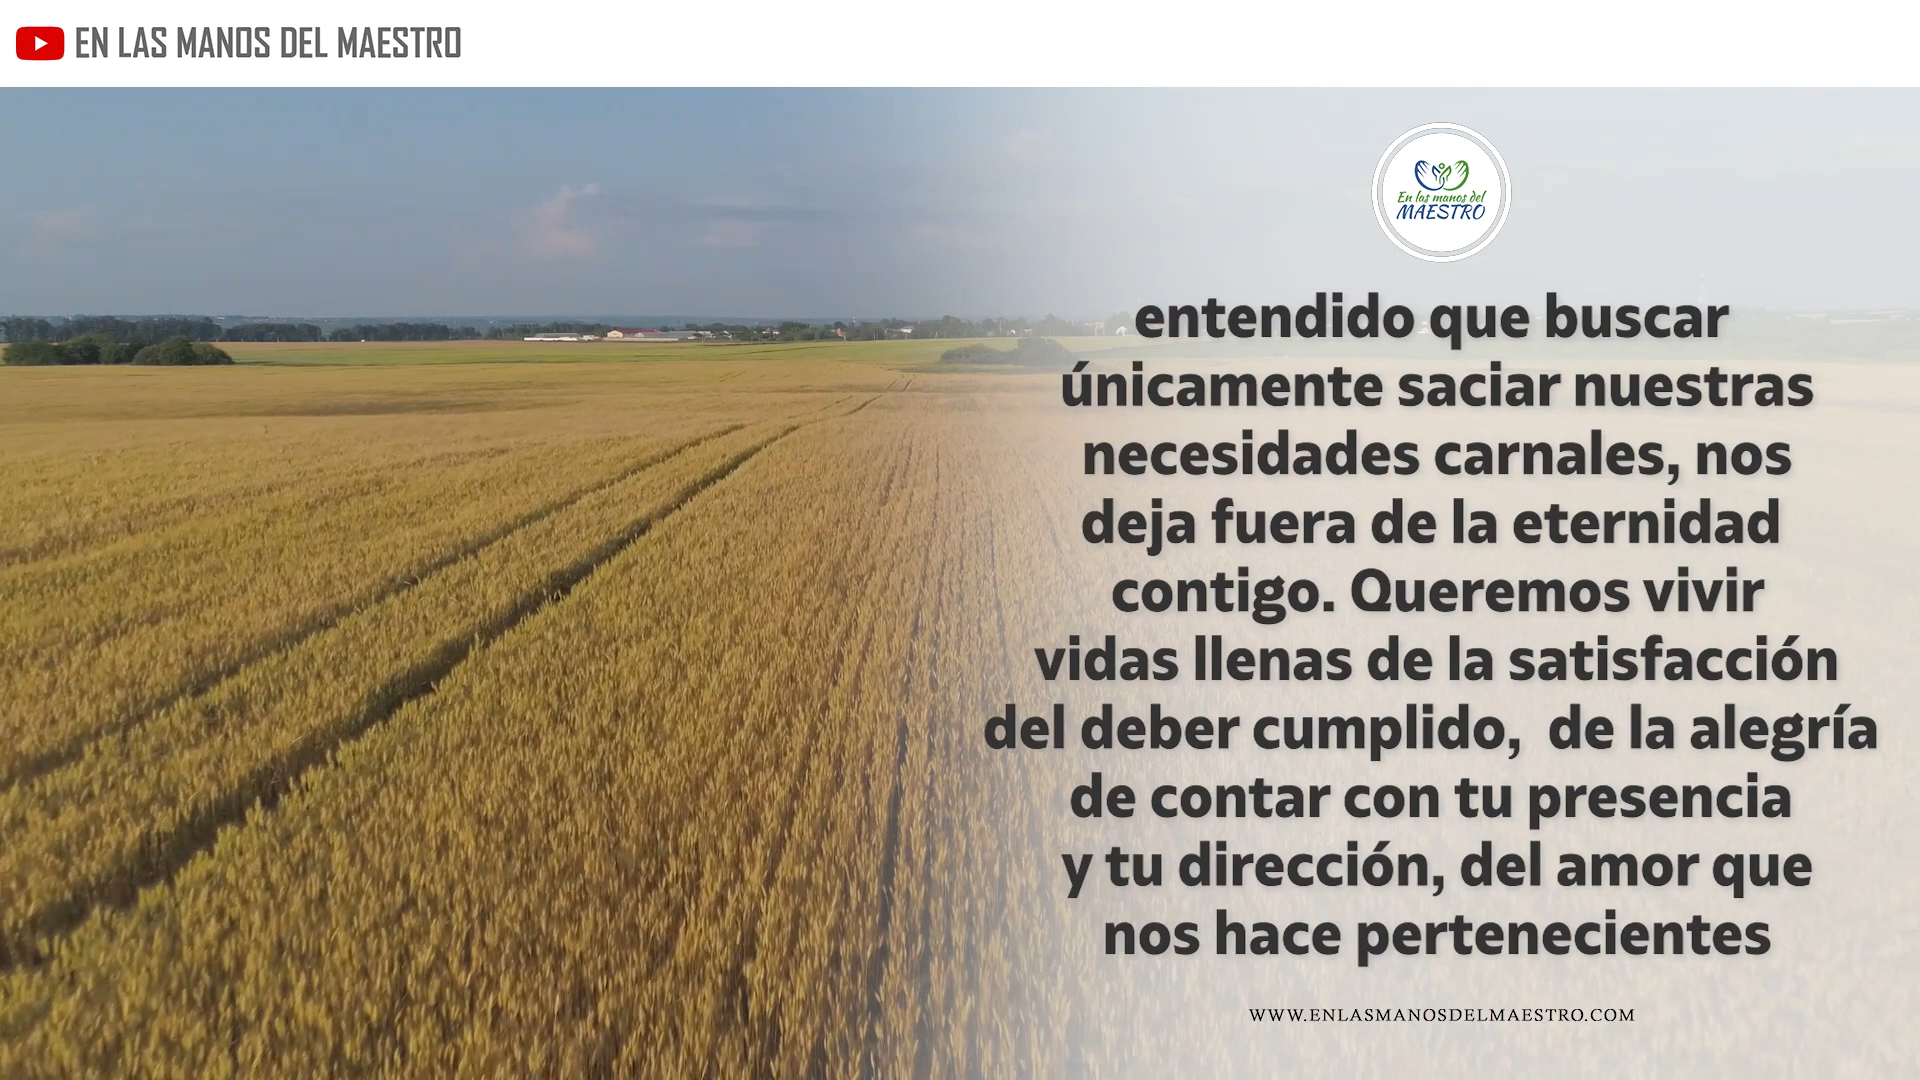 EN LAS MANOS DEL MAESTRO
En las manos del
MAESTRO
entendido que buscar
únicamente saciar nuestras
necesidades carnales, nos
deja fuera de la eternidad
contigo. Queremos vivir
vidas llenas de la satisfacción
del deber cumplido,  de la alegría
de contar con tu presencia
y tu dirección, del amor que
nos hace pertenecientes
WWW.ENLASMANOSDELMAESTRO.COM